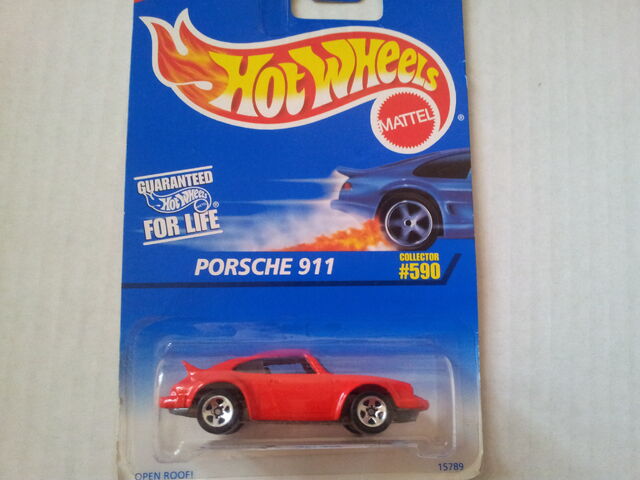 HOT WHEELS
®
MATTEL
GUARANTEED
HOT WHEELS
FOR LIFE
PORSCHE 911
COLLECTOR
#590
OPEN ROOF!
15789